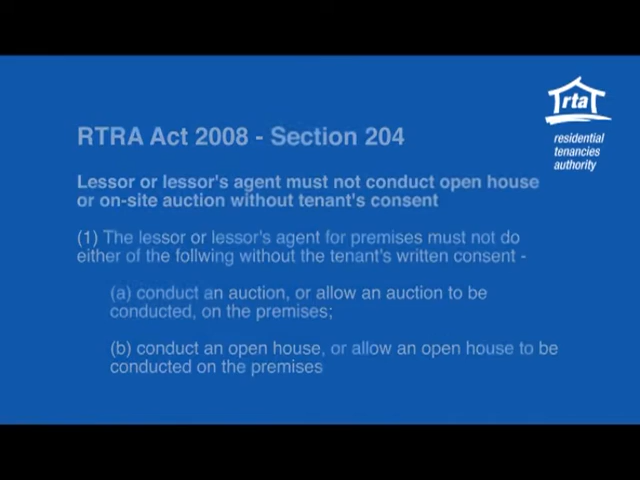 rta
residential
tenancies
authority
RTRA Act 2008 - Section 204
Lessor or lessor's agent must not conduct open house
or on-site auction without tenant's consent
(1) The lessor or lessor's agent for premises must not do
either of the follwing without the tenant's written consent -
(a) conduct an auction, or allow an auction to be
conducted, on the premises;
(b) conduct an open house, or allow an open house to be
conducted on the premises